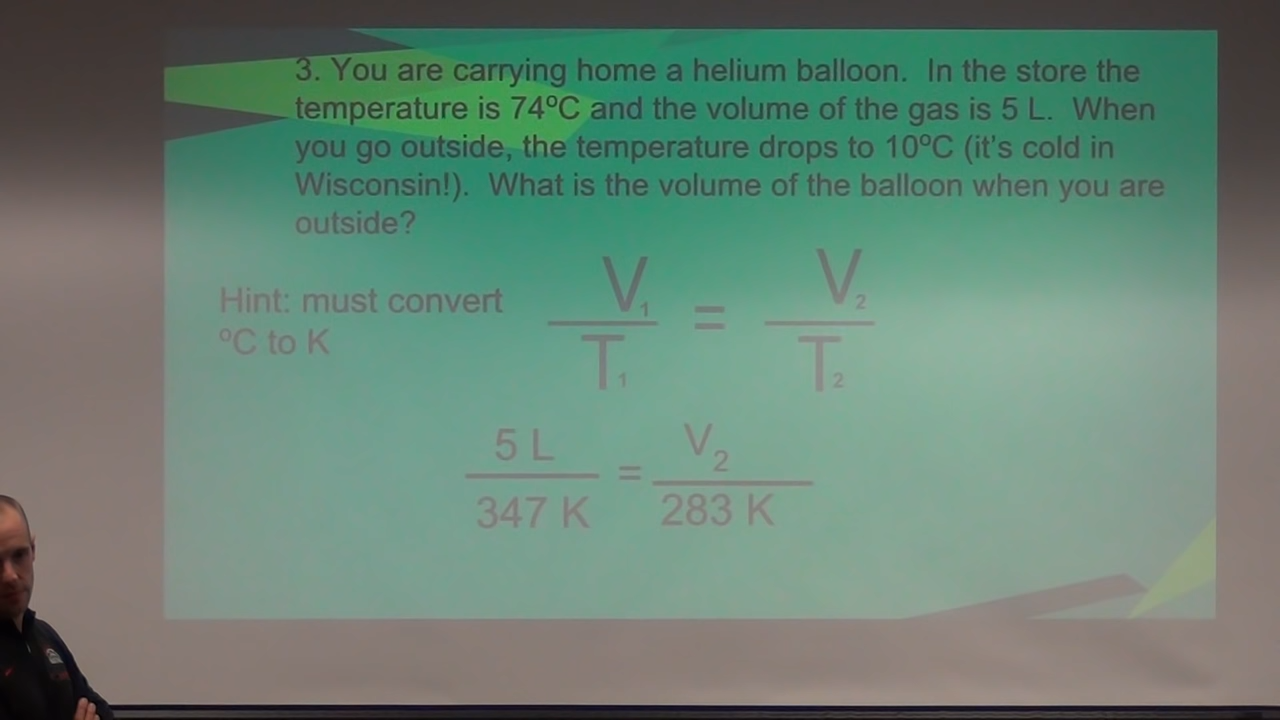 3. You are carrying home a helium balloon. In the store the
temperature is 74ºC and the volume of the gas is 5 L. When
you go outside, the temperature drops to 10ºC (it's cold in
Wisconsin!). What is the volume of the balloon when you are
outside?
Hint: must convert
ºC to K
V1 = V2
T1 T2
5 L = V2
347 K 283 K